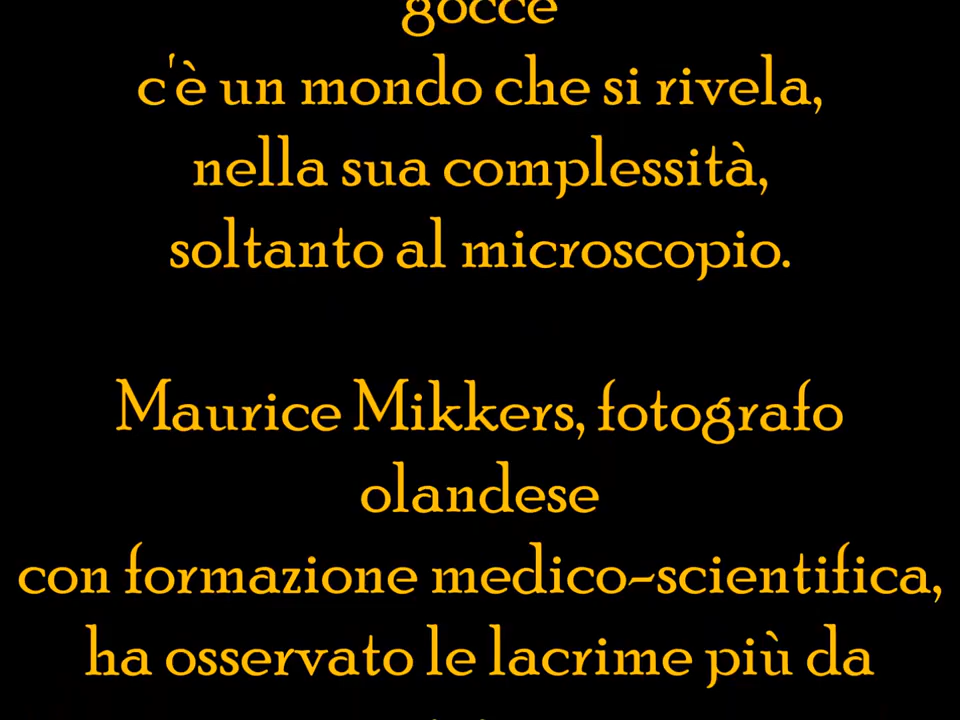 gocce
c'è un mondo che si rivela,
nella sua complessità,
soltanto al microscopio.
Maurice Mikkers, fotografo
olandese
con formazione medico-scientifica,
ha osservato le lacrime più da